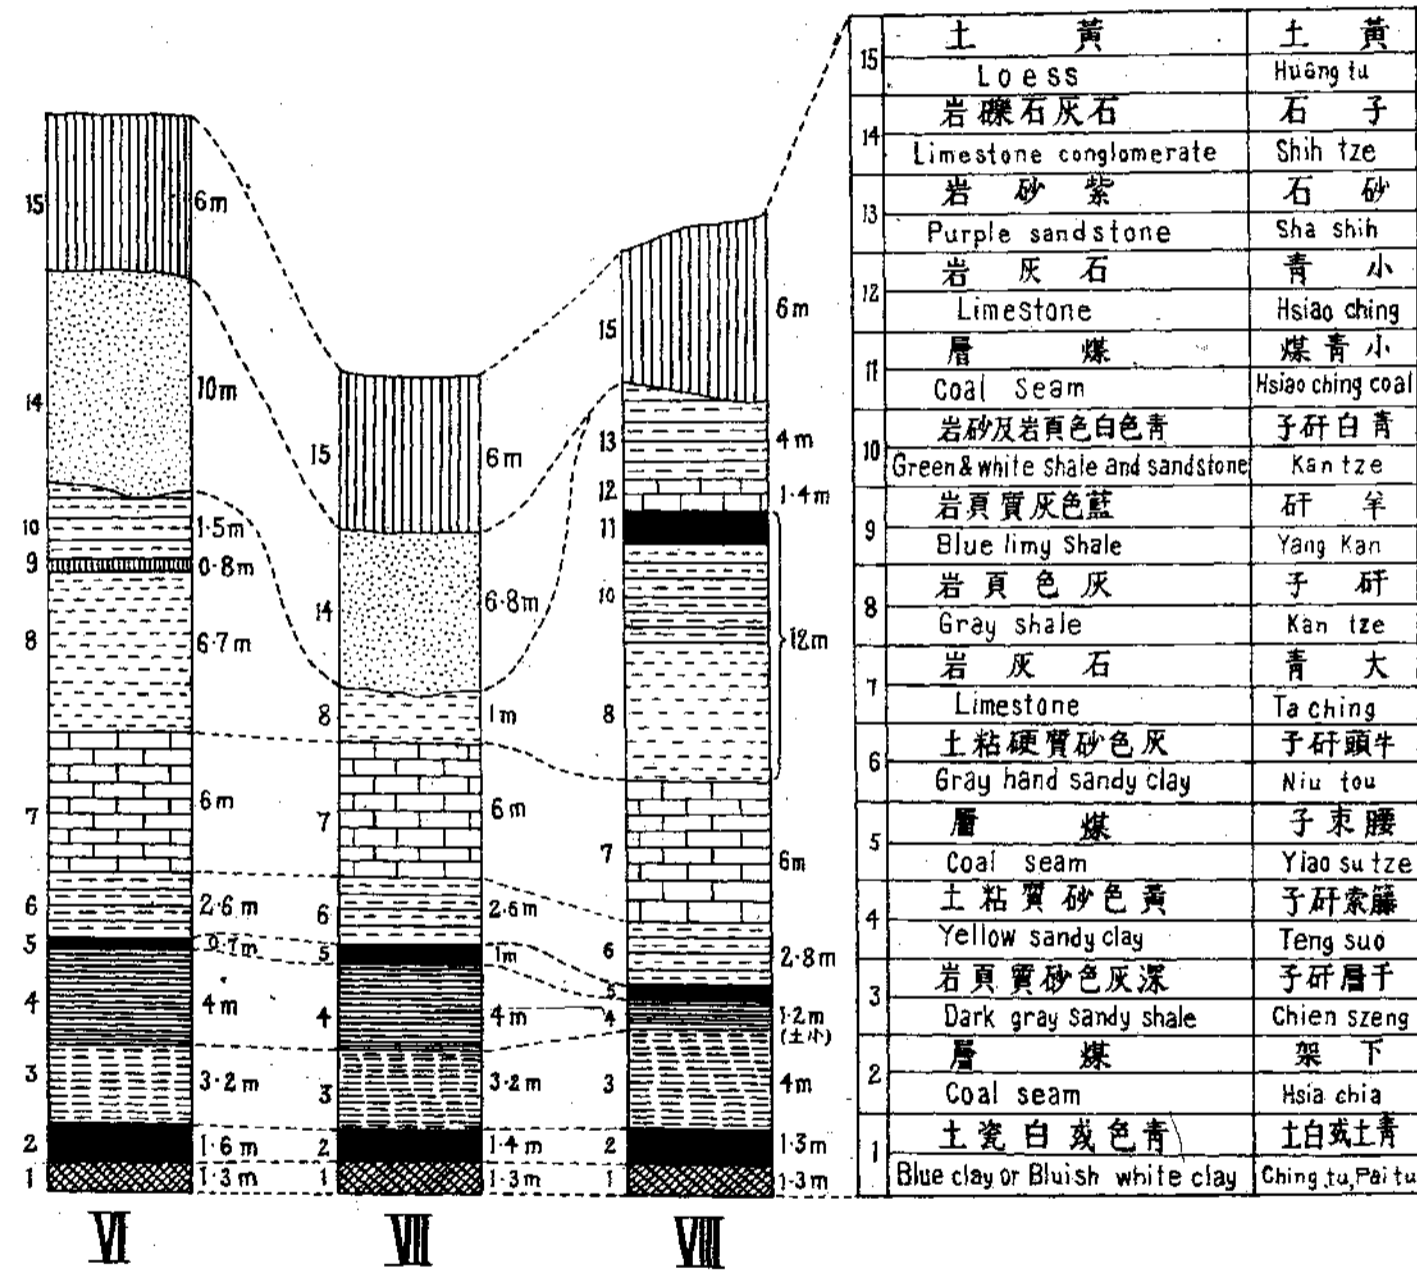 15
6m
14
10m
10
1·5m
9
0·8m
8
6·7m
7
6m
6
2·6m
5
0·7m
4
4m
3
3·2m
2
1·6m
1
1·3m
VI
15
6m
14
6·8m
8
1m
7
6m
6
2·6m
5
1m
4
4m
3
3·2m
2
1·4m
1
1·3m
VII
15
6m
13
4m
12
1·4m
11
10
12m
8
7
6m
6
2·8m
5
4
1·2m
(土小)
3
4m
2
1·3m
1
1·3m
VIII
15
土黃
土黃
Loess
Huang tu
14
岩礫石灰石
石子
Limestone conglomerate
Shih tze
13
岩砂紫
石砂
Purple sandstone
Sha shih
12
岩灰石
青小
Limestone
Hsiao ching
11
層煤
煤青小
Coal Seam
Hsiao ching coal
10
岩砂及岩頁色白色青
子矸白青
Green & white shale and sandstone
Kan tze
9
岩頁質灰色藍
矸羊
Blue limy Shale
Yang Kan
8
岩頁色灰
子矸
Gray shale
Kan tze
7
岩灰石
青大
Limestone
Ta ching
6
土粘硬質砂色灰
子矸頭牛
Gray hand sandy clay
Niu tou
5
層煤
子束腰
Coal seam
Yiao su tze
4
土粘質砂色黃
子矸索籐
Yellow sandy clay
Teng suo
3
岩頁質砂色灰深
子矸層千
Dark gray sandy shale
Chien szeng
2
層煤
架下
Coal seam
Hsia chia
1
土瓷白或色青
土白或土青
Blue clay or Bluish white clay
Ching tu, Pai tu